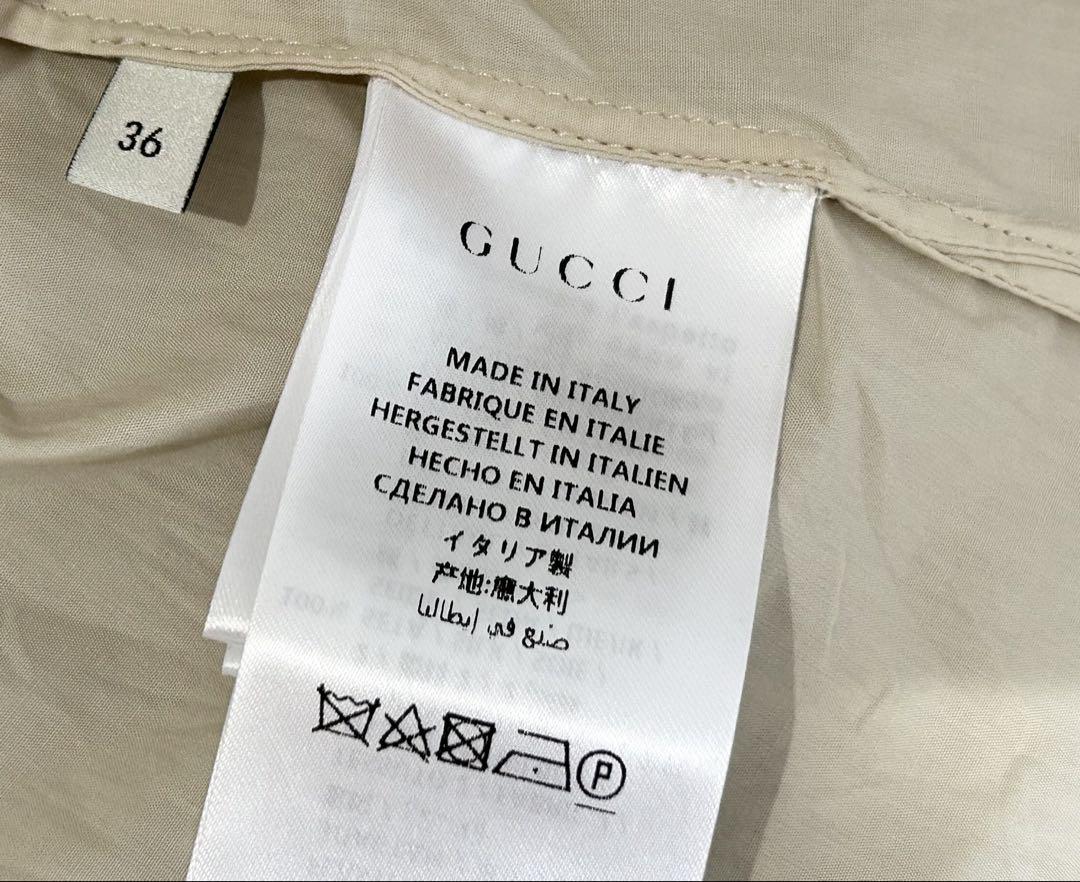 36
GUCCI
MADE IN ITALY
FABRIQUE EN ITALIE
HERGESTELLT IN ITALIEN
HECHO EN ITALIA
СДЕЛАНО В ИТАЛИИ
イタリア製
产地:意大利
صنع في إيطاليا
P